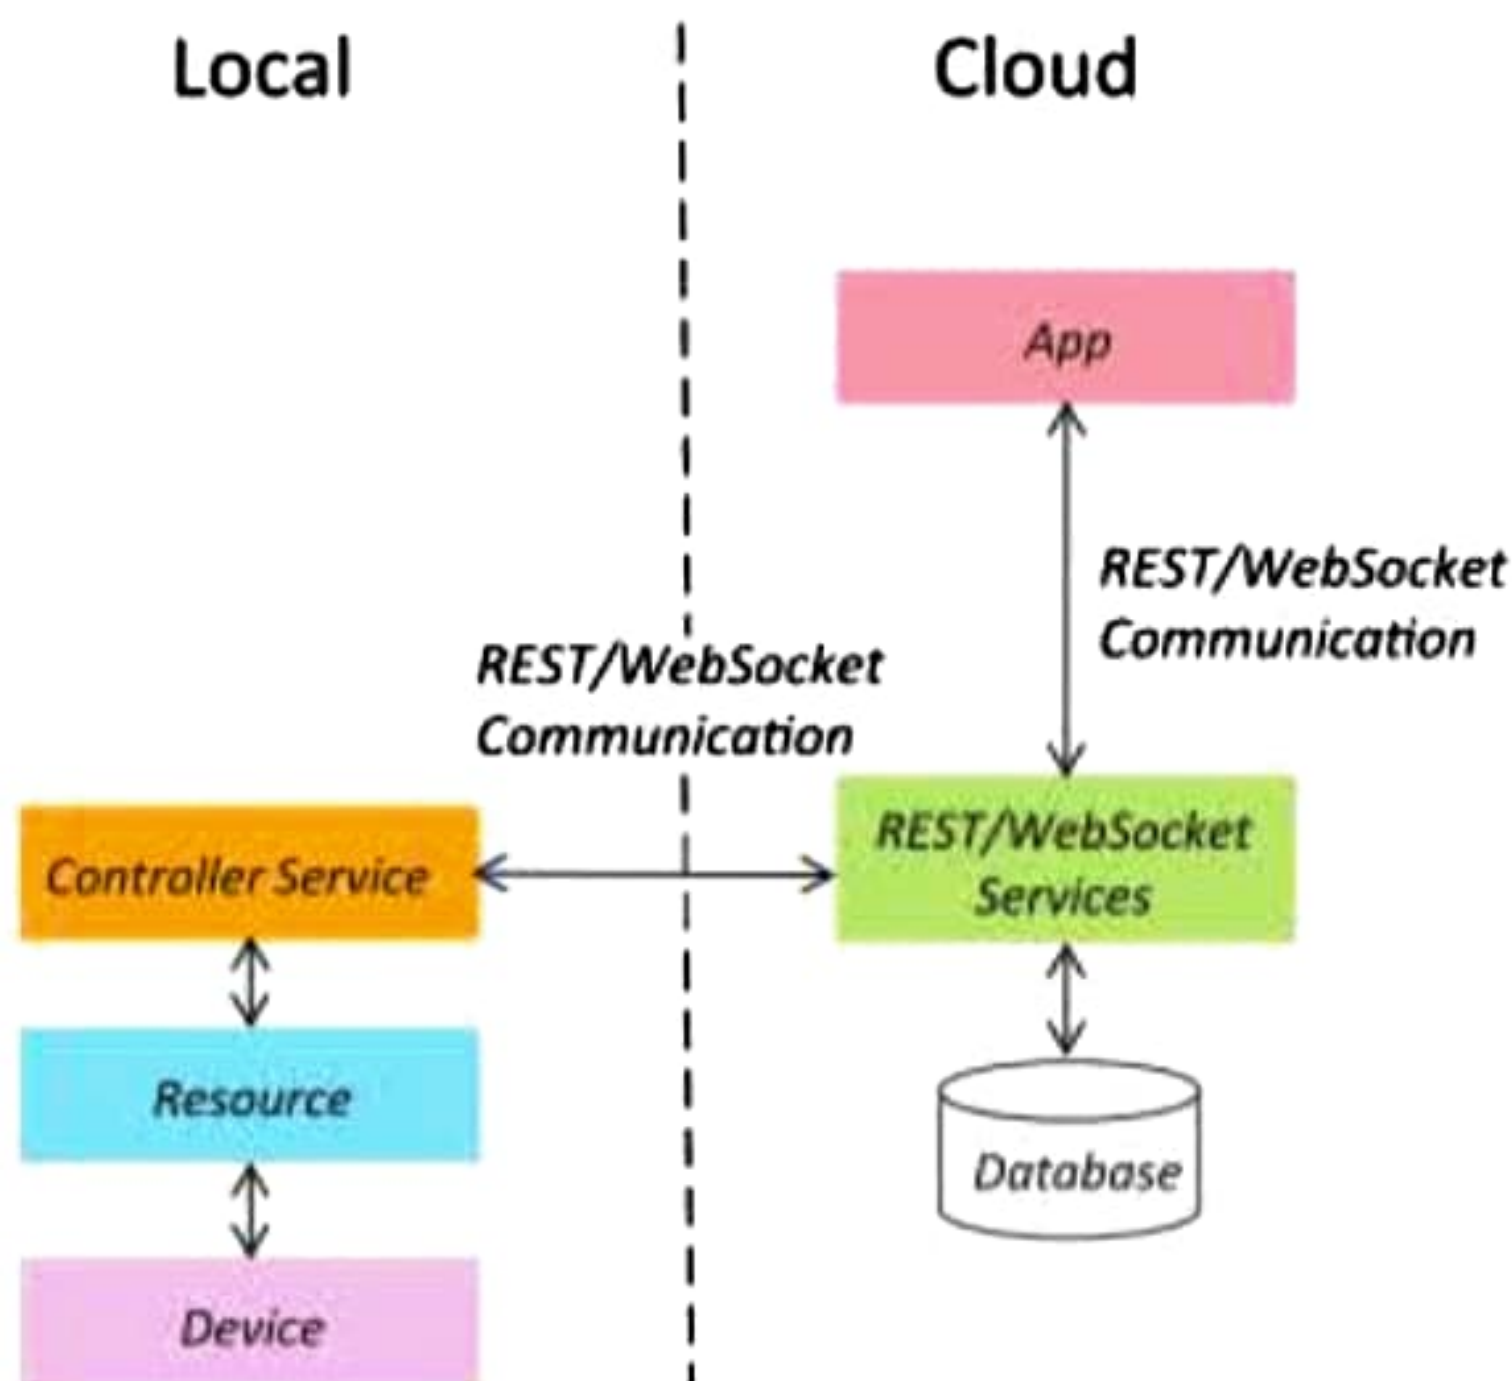 Local
Cloud
App
REST/WebSocket
Communication
REST/WebSocket
Communication
Controller Service
REST/WebSocket
Services
Resource
Database
Device